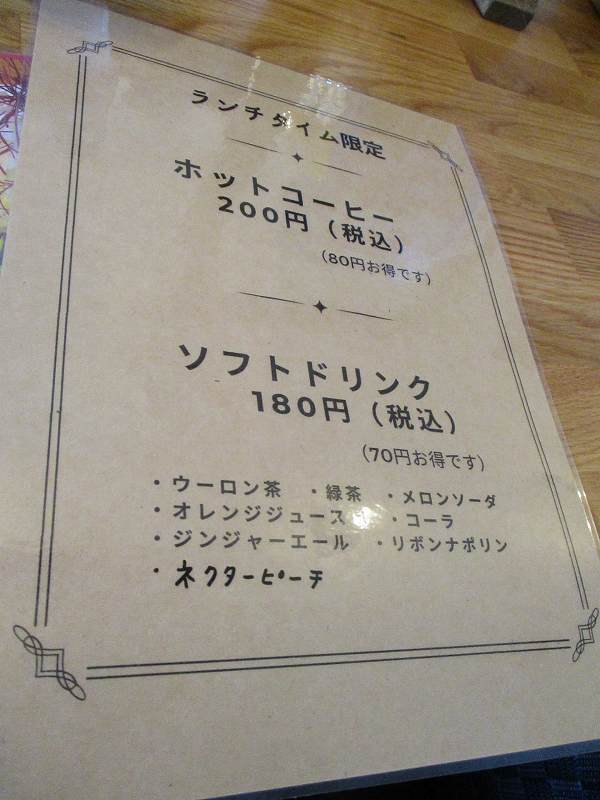 ランチタイム限定
ホットコーヒー
200円（税込）
（80円お得です）
ソフトドリンク
180円（税込）
（70円お得です）
・ウーロン茶 ・緑茶 ・メロンソーダ
・オレンジジュース ・コーラ
・ジンジャーエール ・リボンナポリン
・ネクターピーチ